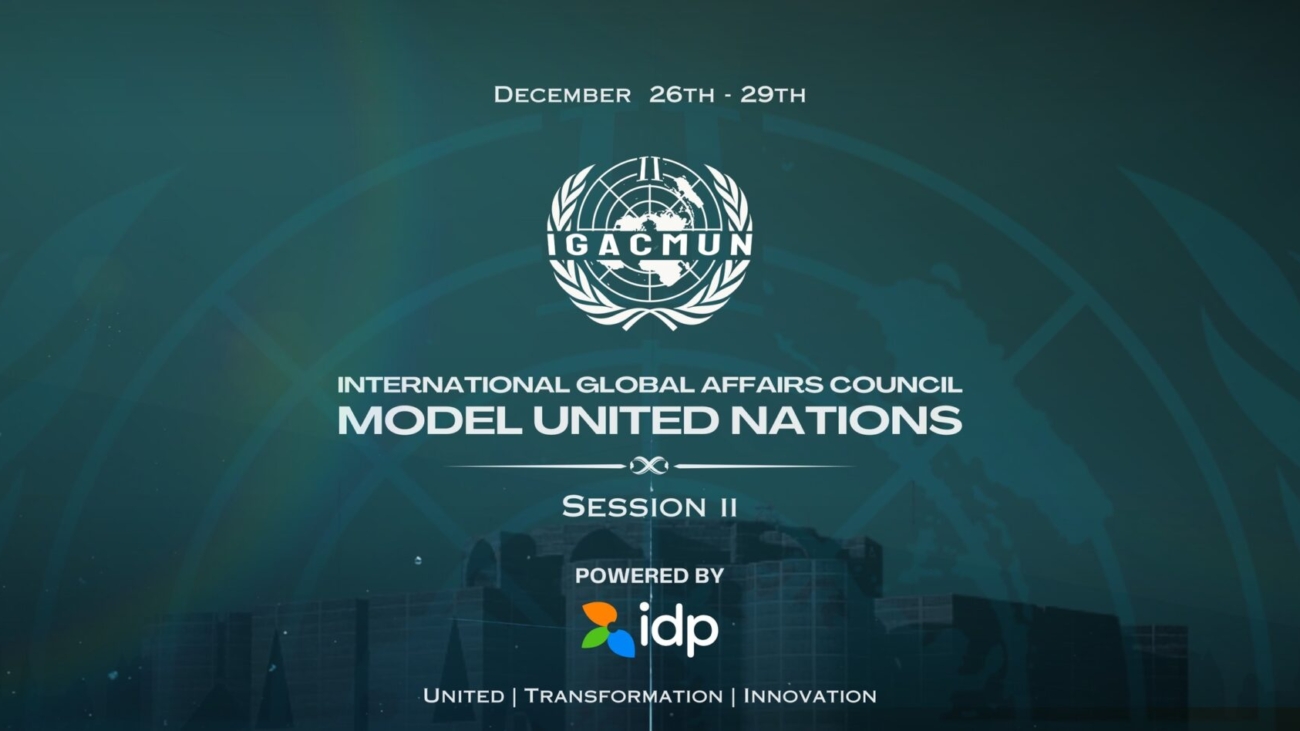 December 26th - 29th
II
IGACMUN
INTERNATIONAL GLOBAL AFFAIRS COUNCIL
MODEL UNITED NATIONS
Session II
POWERED BY
idp
United | Transformation | Innovation